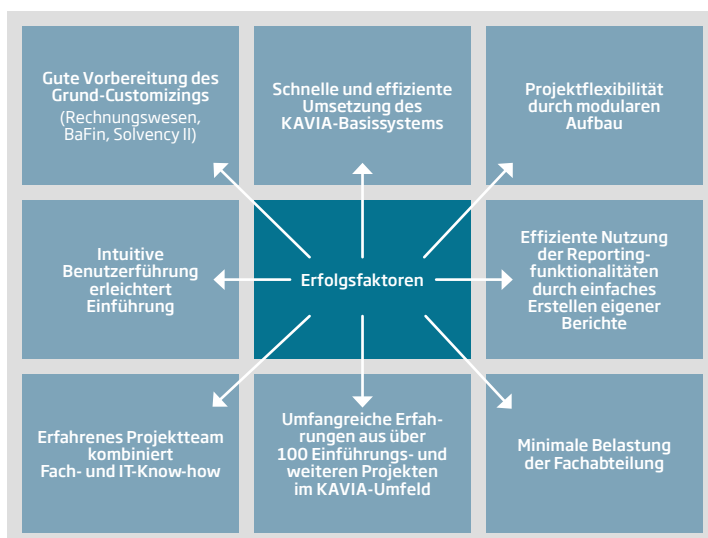 Gute Vorbereitung des
Grund-Customizings
(Rechnungswesen,
BaFin, Solvency II)
Schnelle und effiziente
Umsetzung des
KAVIA-Basissystems
Projektflexibilität
durch modularen
Aufbau
Intuitive
Benutzerführung
erleichtert
Einführung
Erfolgsfaktoren
Effiziente Nutzung
der Reporting-
funktionalitäten
durch einfaches
Erstellen eigener
Berichte
Erfahrenes Projektteam
kombiniert
Fach- und IT-Know-how
Umfangreiche Erfah-
rungen aus über
100 Einführungs- und
weiteren Projekten
im KAVIA-Umfeld
Minimale Belastung
der Fachabteilung